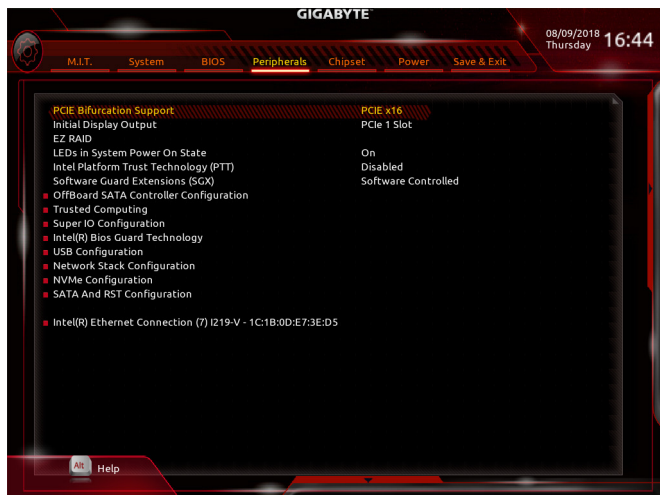 GIGABYTE™
08/09/2018 16:44
Thursday
M.I.T. System BIOS Peripherals Chipset Power Save & Exit
PCIE Bifurcation Support PCIE x16
Initial Display Output PCIe 1 Slot
EZ RAID
LEDs in System Power On State On
Intel Platform Trust Technology (PTT) Disabled
Software Guard Extensions (SGX) Software Controlled
OffBoard SATA Controller Configuration
Trusted Computing
Super IO Configuration
Intel(R) Bios Guard Technology
USB Configuration
Network Stack Configuration
NVMe Configuration
SATA And RST Configuration
Intel(R) Ethernet Connection (7) I219-V - 1C:1B:0D:E7:3E:D5
Alt Help